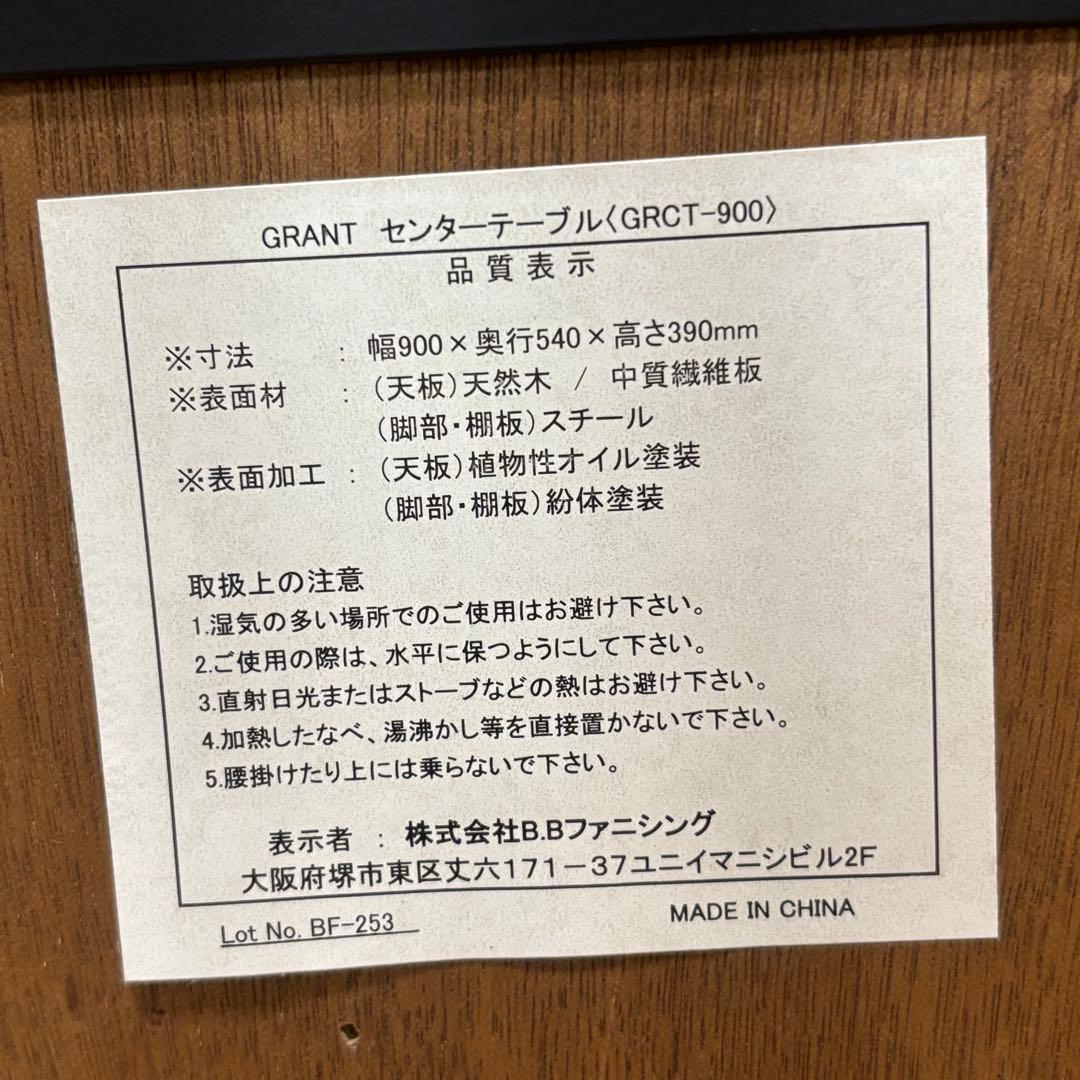 GRANT センターテーブル〈GRCT-900〉
品質表示
※寸法 : 幅900×奥行540×高さ390mm
※表面材 : (天板)天然木 / 中質繊維板
(脚部・棚板)スチール
※表面加工 : (天板)植物性オイル塗装
(脚部・棚板)紛体塗装
取扱上の注意
1.湿気の多い場所でのご使用はお避け下さい。
2.ご使用の際は、水平に保つようにして下さい。
3.直射日光またはストーブなどの熱はお避け下さい。
4.加熱したなべ、湯沸かし等を直接置かないで下さい。
5.腰掛けたり上には乗らないで下さい。
表示者 : 株式会社B.Bファニシング
大阪府堺市東区丈六171-37ユニイマニシビル2F
Lot No. BF-253 MADE IN CHINA